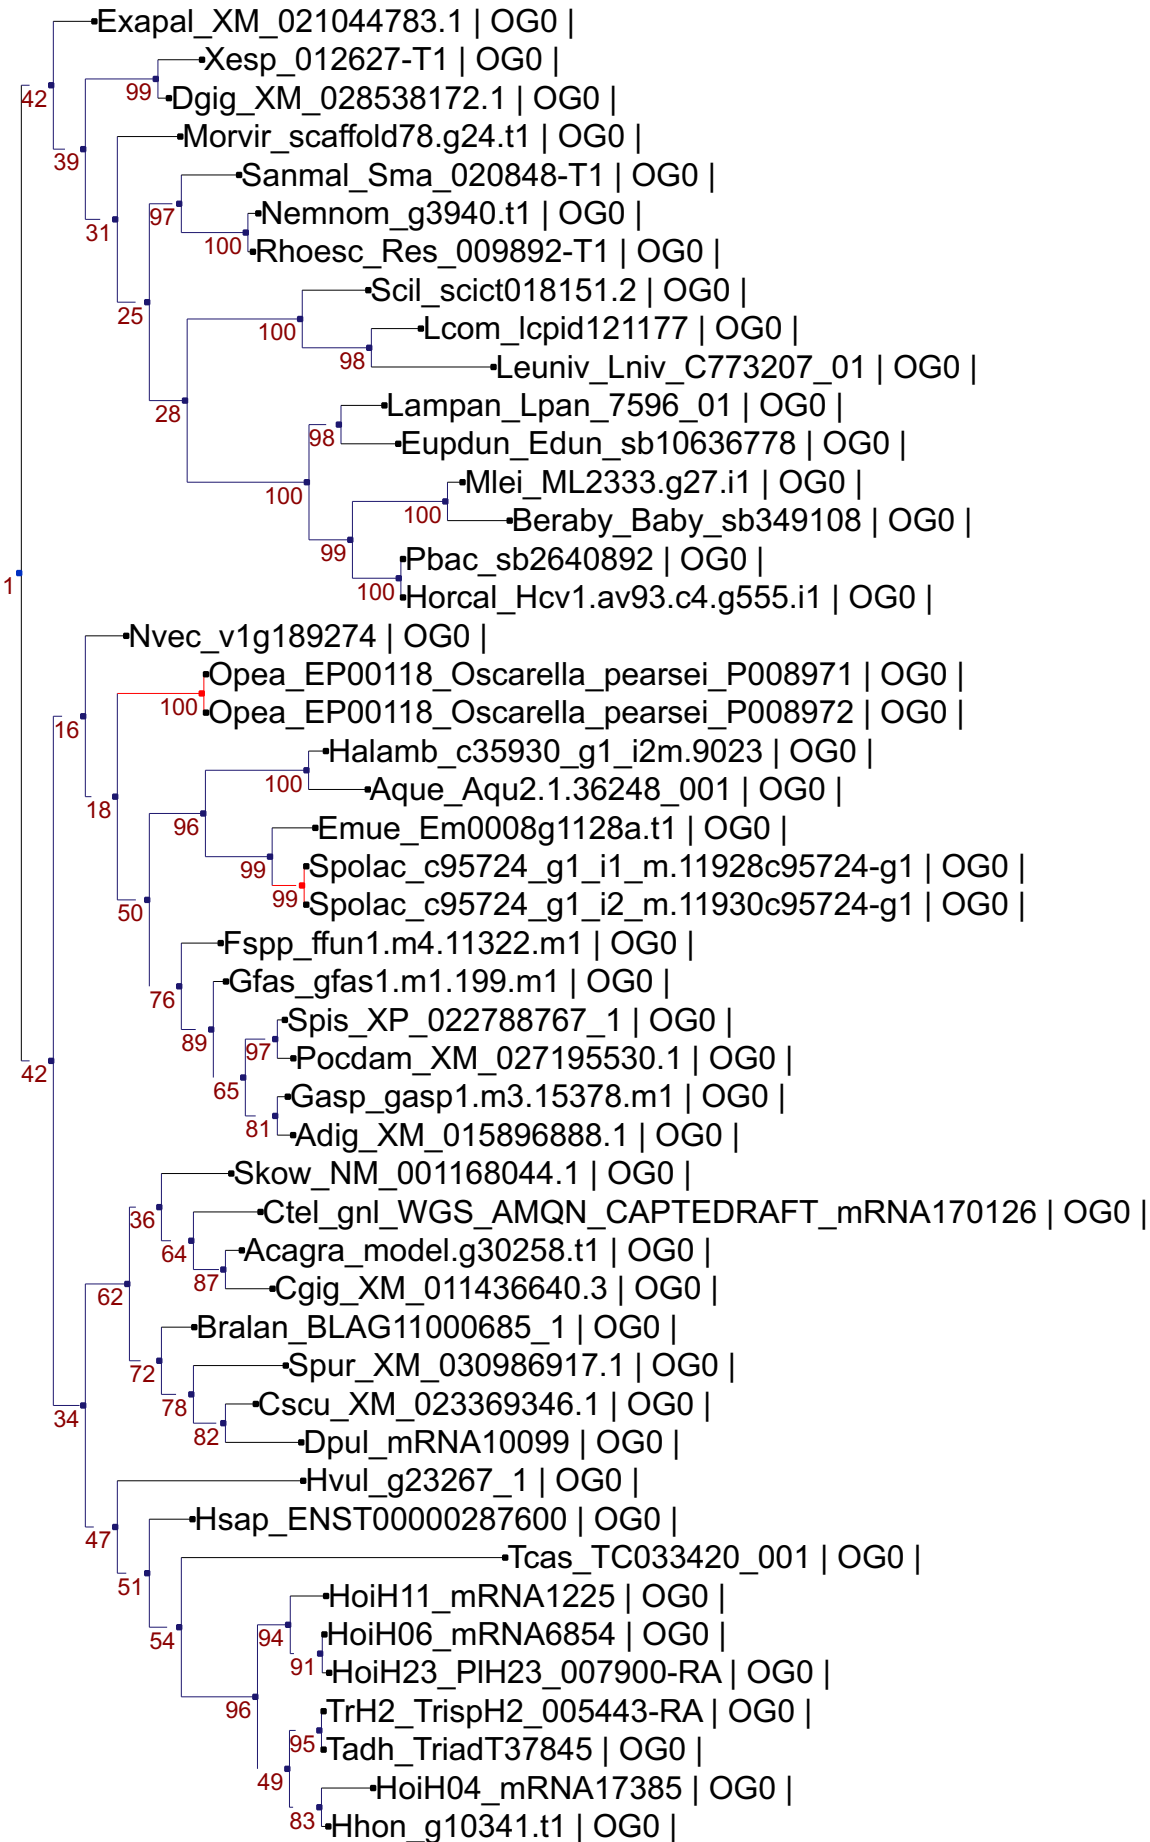 Exapal_XM_021044783.1 | OG0 |
Xesp_012627-T1 | OG0 |
42
99
Dgig_XM_028538172.1 | OG0 |
Morvir_scaffold78.g24.t1 | OG0 |
39
Sanmal_Sma_020848-T1 | OG0 |
97
Nemnom_g3940.t1 | OG0 |
31
100
Rhoesc_Res_009892-T1 | OG0 |
Scil_scict018151.2 | OG0 |
25
100
Lcom_lcpid121177 | OG0 |
98
Leuniv_Lniv_C773207_01 | OG0 |
Lampan_Lpan_7596_01 | OG0 |
28
98
Eupdun_Edun_sb10636778 | OG0 |
Mlei_ML2333.g27.i1 | OG0 |
100
100
Beraby_Baby_sb349108 | OG0 |
99
Pbac_sb2640892 | OG0 |
1
100
Horcal_Hcv1.av93.c4.g555.i1 | OG0 |
Nvec_v1g189274 | OG0 |
Opea_EP00118_Oscarella_pearsei_P008971 | OG0 |
100
Opea_EP00118_Oscarella_pearsei_P008972 | OG0 |
16
Halamb_c35930_g1_i2m.9023 | OG0 |
100
Aque_Aqu2.1.36248_001 | OG0 |
18
96
Emue_Em0008g1128a.t1 | OG0 |
99
Spolac_c95724_g1_i1_m.11928c95724-g1 | OG0 |
99
Spolac_c95724_g1_i2_m.11930c95724-g1 | OG0 |
50
Fspp_ffun1.m4.11322.m1 | OG0 |
Gfas_gfas1.m1.199.m1 | OG0 |
76
Spis_XP_022788767_1 | OG0 |
89
97
Pocdam_XM_027195530.1 | OG0 |
42
65
Gasp_gasp1.m3.15378.m1 | OG0 |
81
Adig_XM_015896888.1 | OG0 |
Skow_NM_001168044.1 | OG0 |
36
Ctel_gnl_WGS_AMQN_CAPTEDRAFT_mRNA170126 | OG0 |
64
Acagra_model.g30258.t1 | OG0 |
87
Cgig_XM_011436640.3 | OG0 |
62
Bralan_BLAG11000685_1 | OG0 |
72
Spur_XM_030986917.1 | OG0 |
78
Cscu_XM_023369346.1 | OG0 |
34
82
Dpul_mRNA10099 | OG0 |
Hvul_g23267_1 | OG0 |
Hsap_ENST00000287600 | OG0 |
47
Tcas_TC033420_001 | OG0 |
51
HoiH11_mRNA1225 | OG0 |
54
94
HoiH06_mRNA6854 | OG0 |
91
HoiH23_PlH23_007900-RA | OG0 |
96
TrH2_TrispH2_005443-RA | OG0 |
95
Tadh_TriadT37845 | OG0 |
49
HoiH04_mRNA17385 | OG0 |
83
Hhon_g10341.t1 | OG0 |